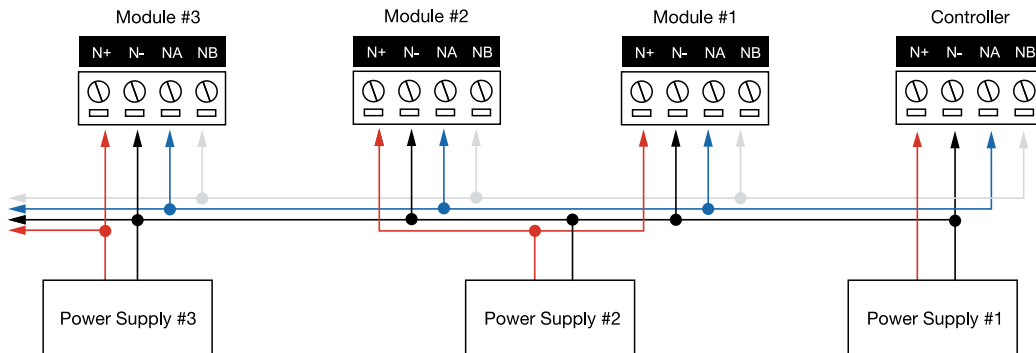 Module #3
Module #2
Module #1
Controller
N+ N- NA NB
N+ N- NA NB
N+ N- NA NB
N+ N- NA NB
Power Supply #3
Power Supply #2
Power Supply #1